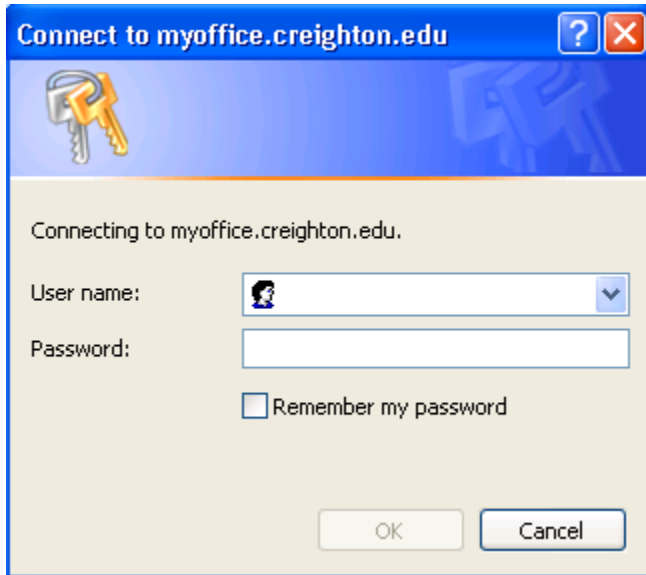 Connect to myoffice.creighton.edu
Connecting to myoffice.creighton.edu.
User name:
Password:
Remember my password
OK Cancel